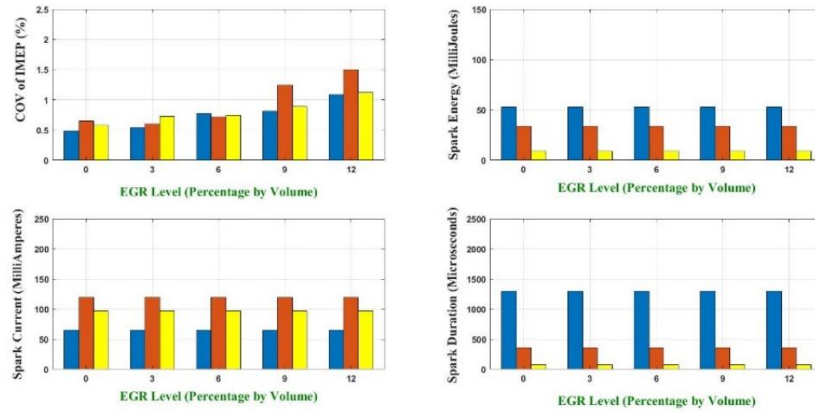 COV of IMEP (%)
2.5
2
1.5
1
0.5
0
0 3 6 9 12
EGR Level (Percentage by Volume)
Spark Energy (MilliJoules)
150
100
50
0
0 3 6 9 12
EGR Level (Percentage by Volume)
Spark Current (MilliAmperes)
250
200
150
100
50
0
0 3 6 9 12
EGR Level (Percentage by Volume)
Spark Duration (Microseconds)
2500
2000
1500
1000
500
0
0 3 6 9 12
EGR Level (Percentage by Volume)